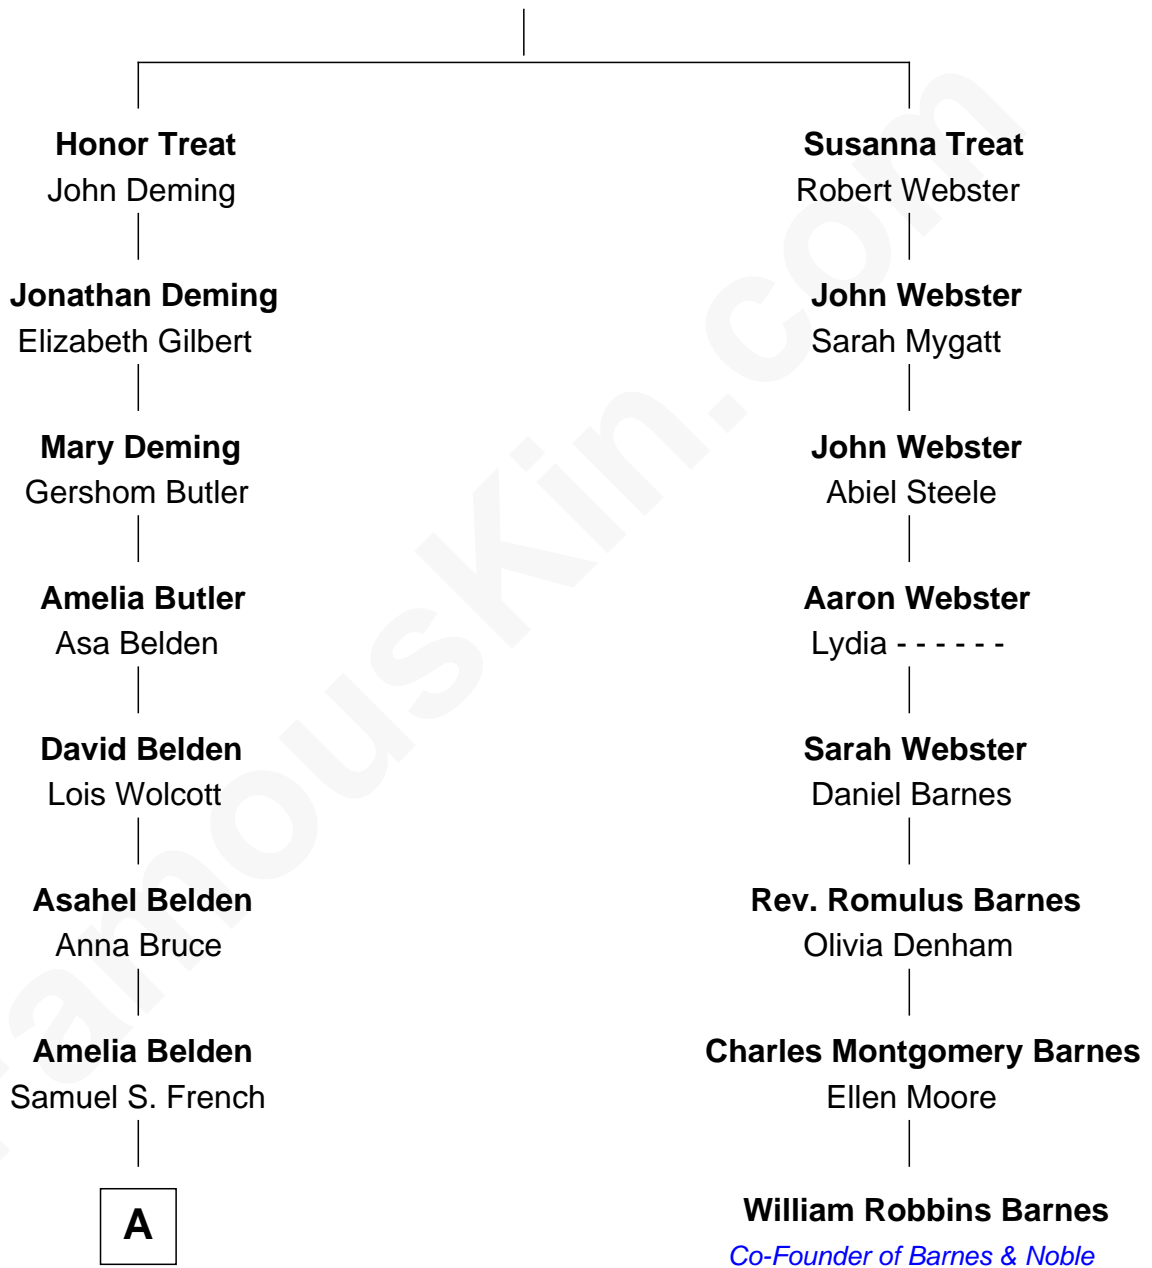 Honor Treat
John Deming
Susanna Treat
Robert Webster
Jonathan Deming
Elizabeth Gilbert
John Webster
Sarah Mygatt
Mary Deming
Gershom Butler
John Webster
Abiel Steele
Amelia Butler
Asa Belden
Aaron Webster
Lydia - - - - - -
David Belden
Lois Wolcott
Sarah Webster
Daniel Barnes
Asahel Belden
Anna Bruce
Rev. Romulus Barnes
Olivia Denham
Amelia Belden
Samuel S. French
Charles Montgomery Barnes
Ellen Moore
A
William Robbins Barnes
Co-Founder of Barnes & Noble
FamousKin.com